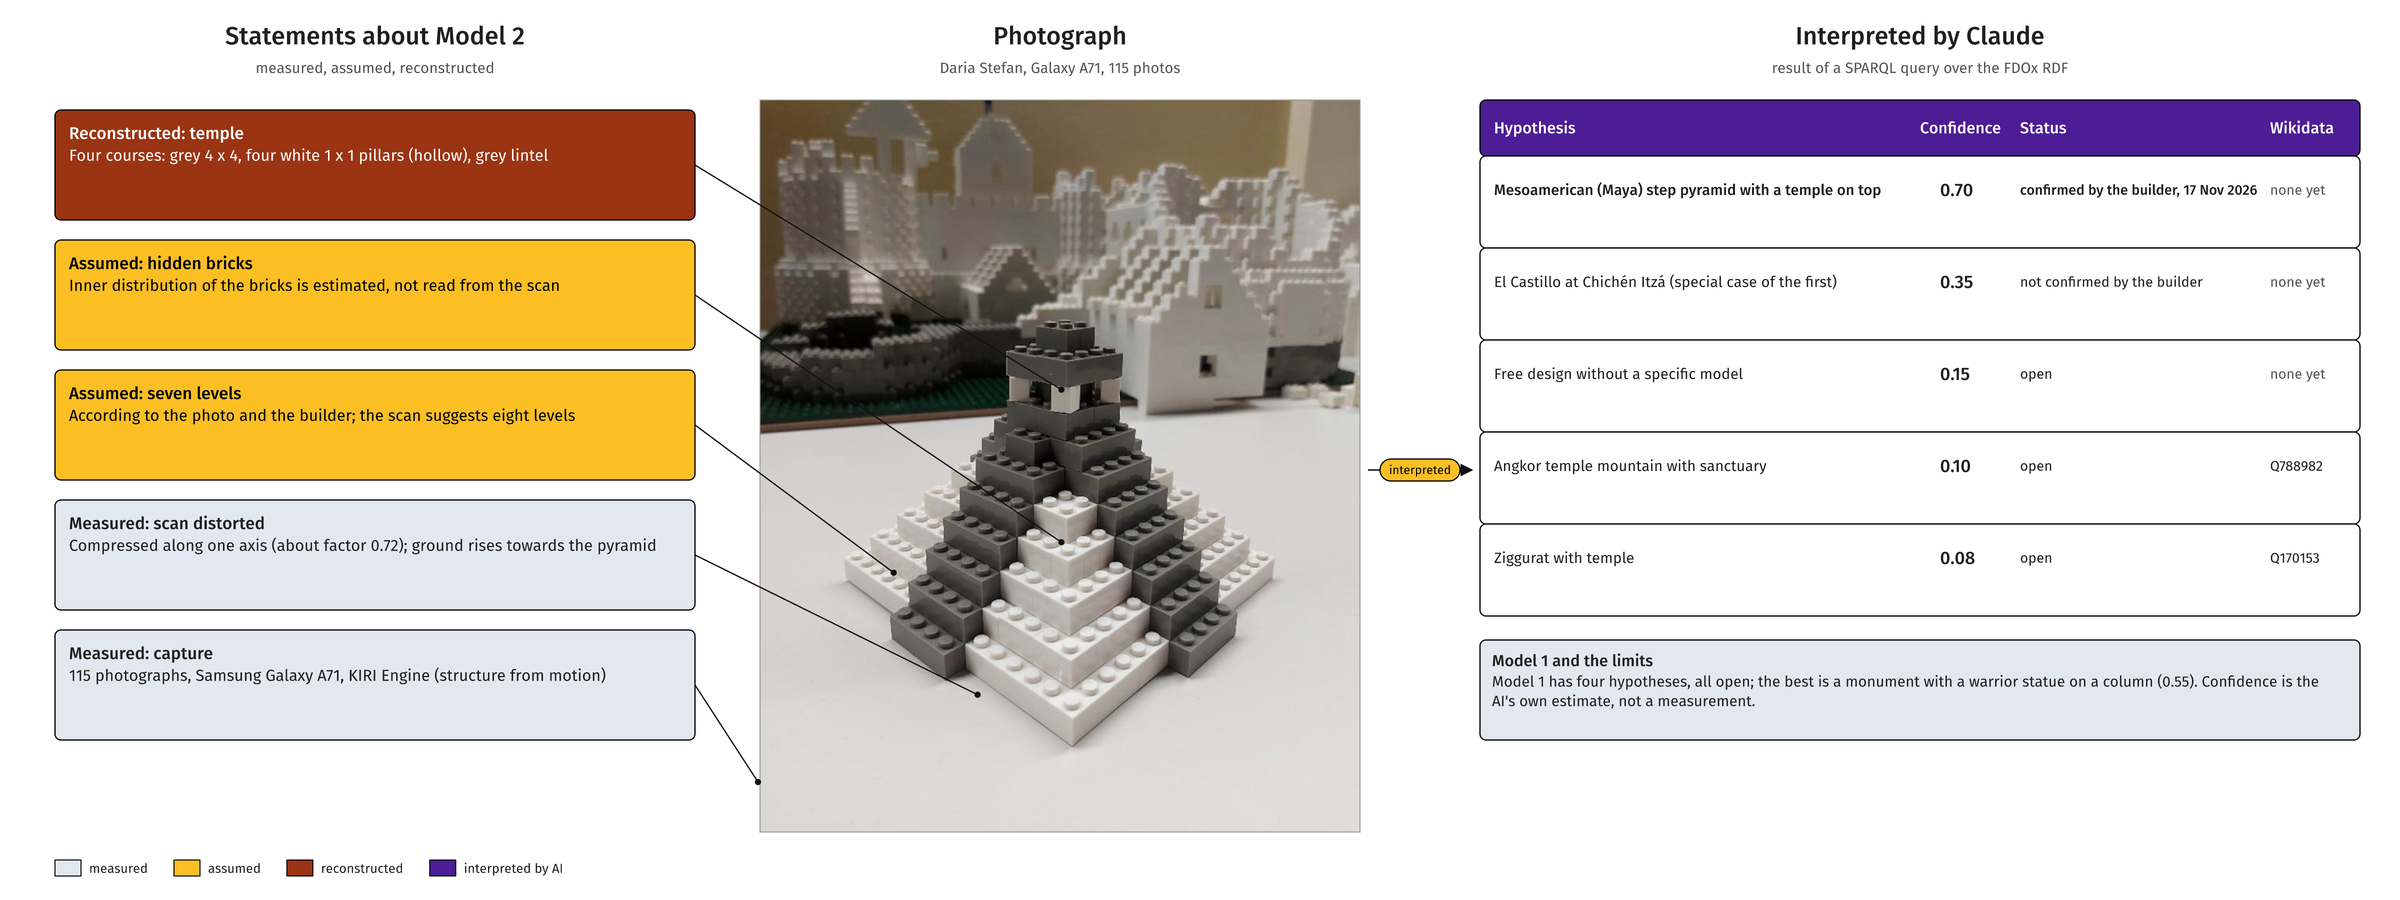 Statements about Model 2
measured, assumed, reconstructed
Reconstructed: temple
Four courses: grey 4 x 4, four white 1 x 1 pillars (hollow), grey lintel
Assumed: hidden bricks
Inner distribution of the bricks is estimated, not read from the scan
Assumed: seven levels
According to the photo and the builder; the scan suggests eight levels
Measured: scan distorted
Compressed along one axis (about factor 0.72); ground rises towards the pyramid
Measured: capture
115 photographs, Samsung Galaxy A71, KIRI Engine (structure from motion)
Photograph
Daria Stefan, Galaxy A71, 115 photos
interpreted
Interpreted by Claude
result of a SPARQL query over the FDOx RDF
Hypothesis Confidence Status Wikidata
Mesoamerican (Maya) step pyramid with a temple on top 0.70 confirmed by the builder, 17 Nov 2026 none yet
El Castillo at Chichén Itzá (special case of the first) 0.35 not confirmed by the builder none yet
Free design without a specific model 0.15 open none yet
Angkor temple mountain with sanctuary 0.10 open Q788982
Ziggurat with temple 0.08 open Q170153
Model 1 and the limits
Model 1 has four hypotheses, all open; the best is a monument with a warrior statue on a column (0.55). Confidence is the
AI's own estimate, not a measurement.
measured assumed reconstructed interpreted by AI